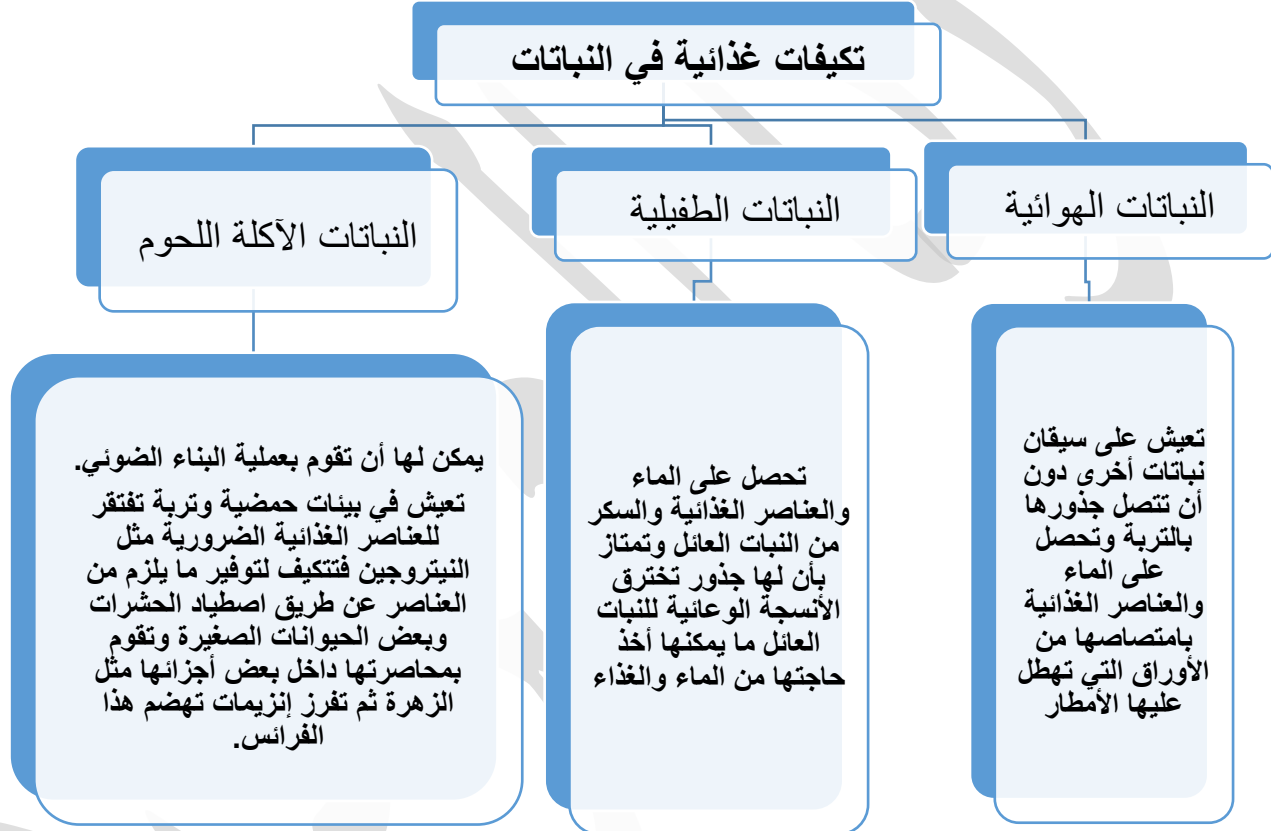 تكيفات غذائية في النباتات
النباتات الهوائية
النباتات الطفيلية
النباتات الآكلة اللحوم
تعيش على سيقان
نباتات أخرى دون
أن تتصل جذورها
بالتربة وتحصل
على الماء
والعناصر الغذائية
بامتصاصها من
الأوراق التي تهطل
عليها الأمطار
تحصل على الماء
والعناصر الغذائية والسكر
من النبات العائل وتمتاز
بأن لها جذور تخترق
الأنسجة الوعائية للنبات
العائل ما يمكنها أخذ
حاجتها من الماء والغذاء
يمكن لها أن تقوم بعملية البناء الضوئي.
تعيش في بيئات حمضية وتربة تفتقر
للعناصر الغذائية الضرورية مثل
النيتروجين فتتكيف لتوفير ما يلزم من
العناصر عن طريق اصطياد الحشرات
وبعض الحيوانات الصغيرة وتقوم
بمحاصرتها داخل بعض أجزائها مثل
الزهرة ثم تفرز إنزيمات تهضم هذا
الفرائس.